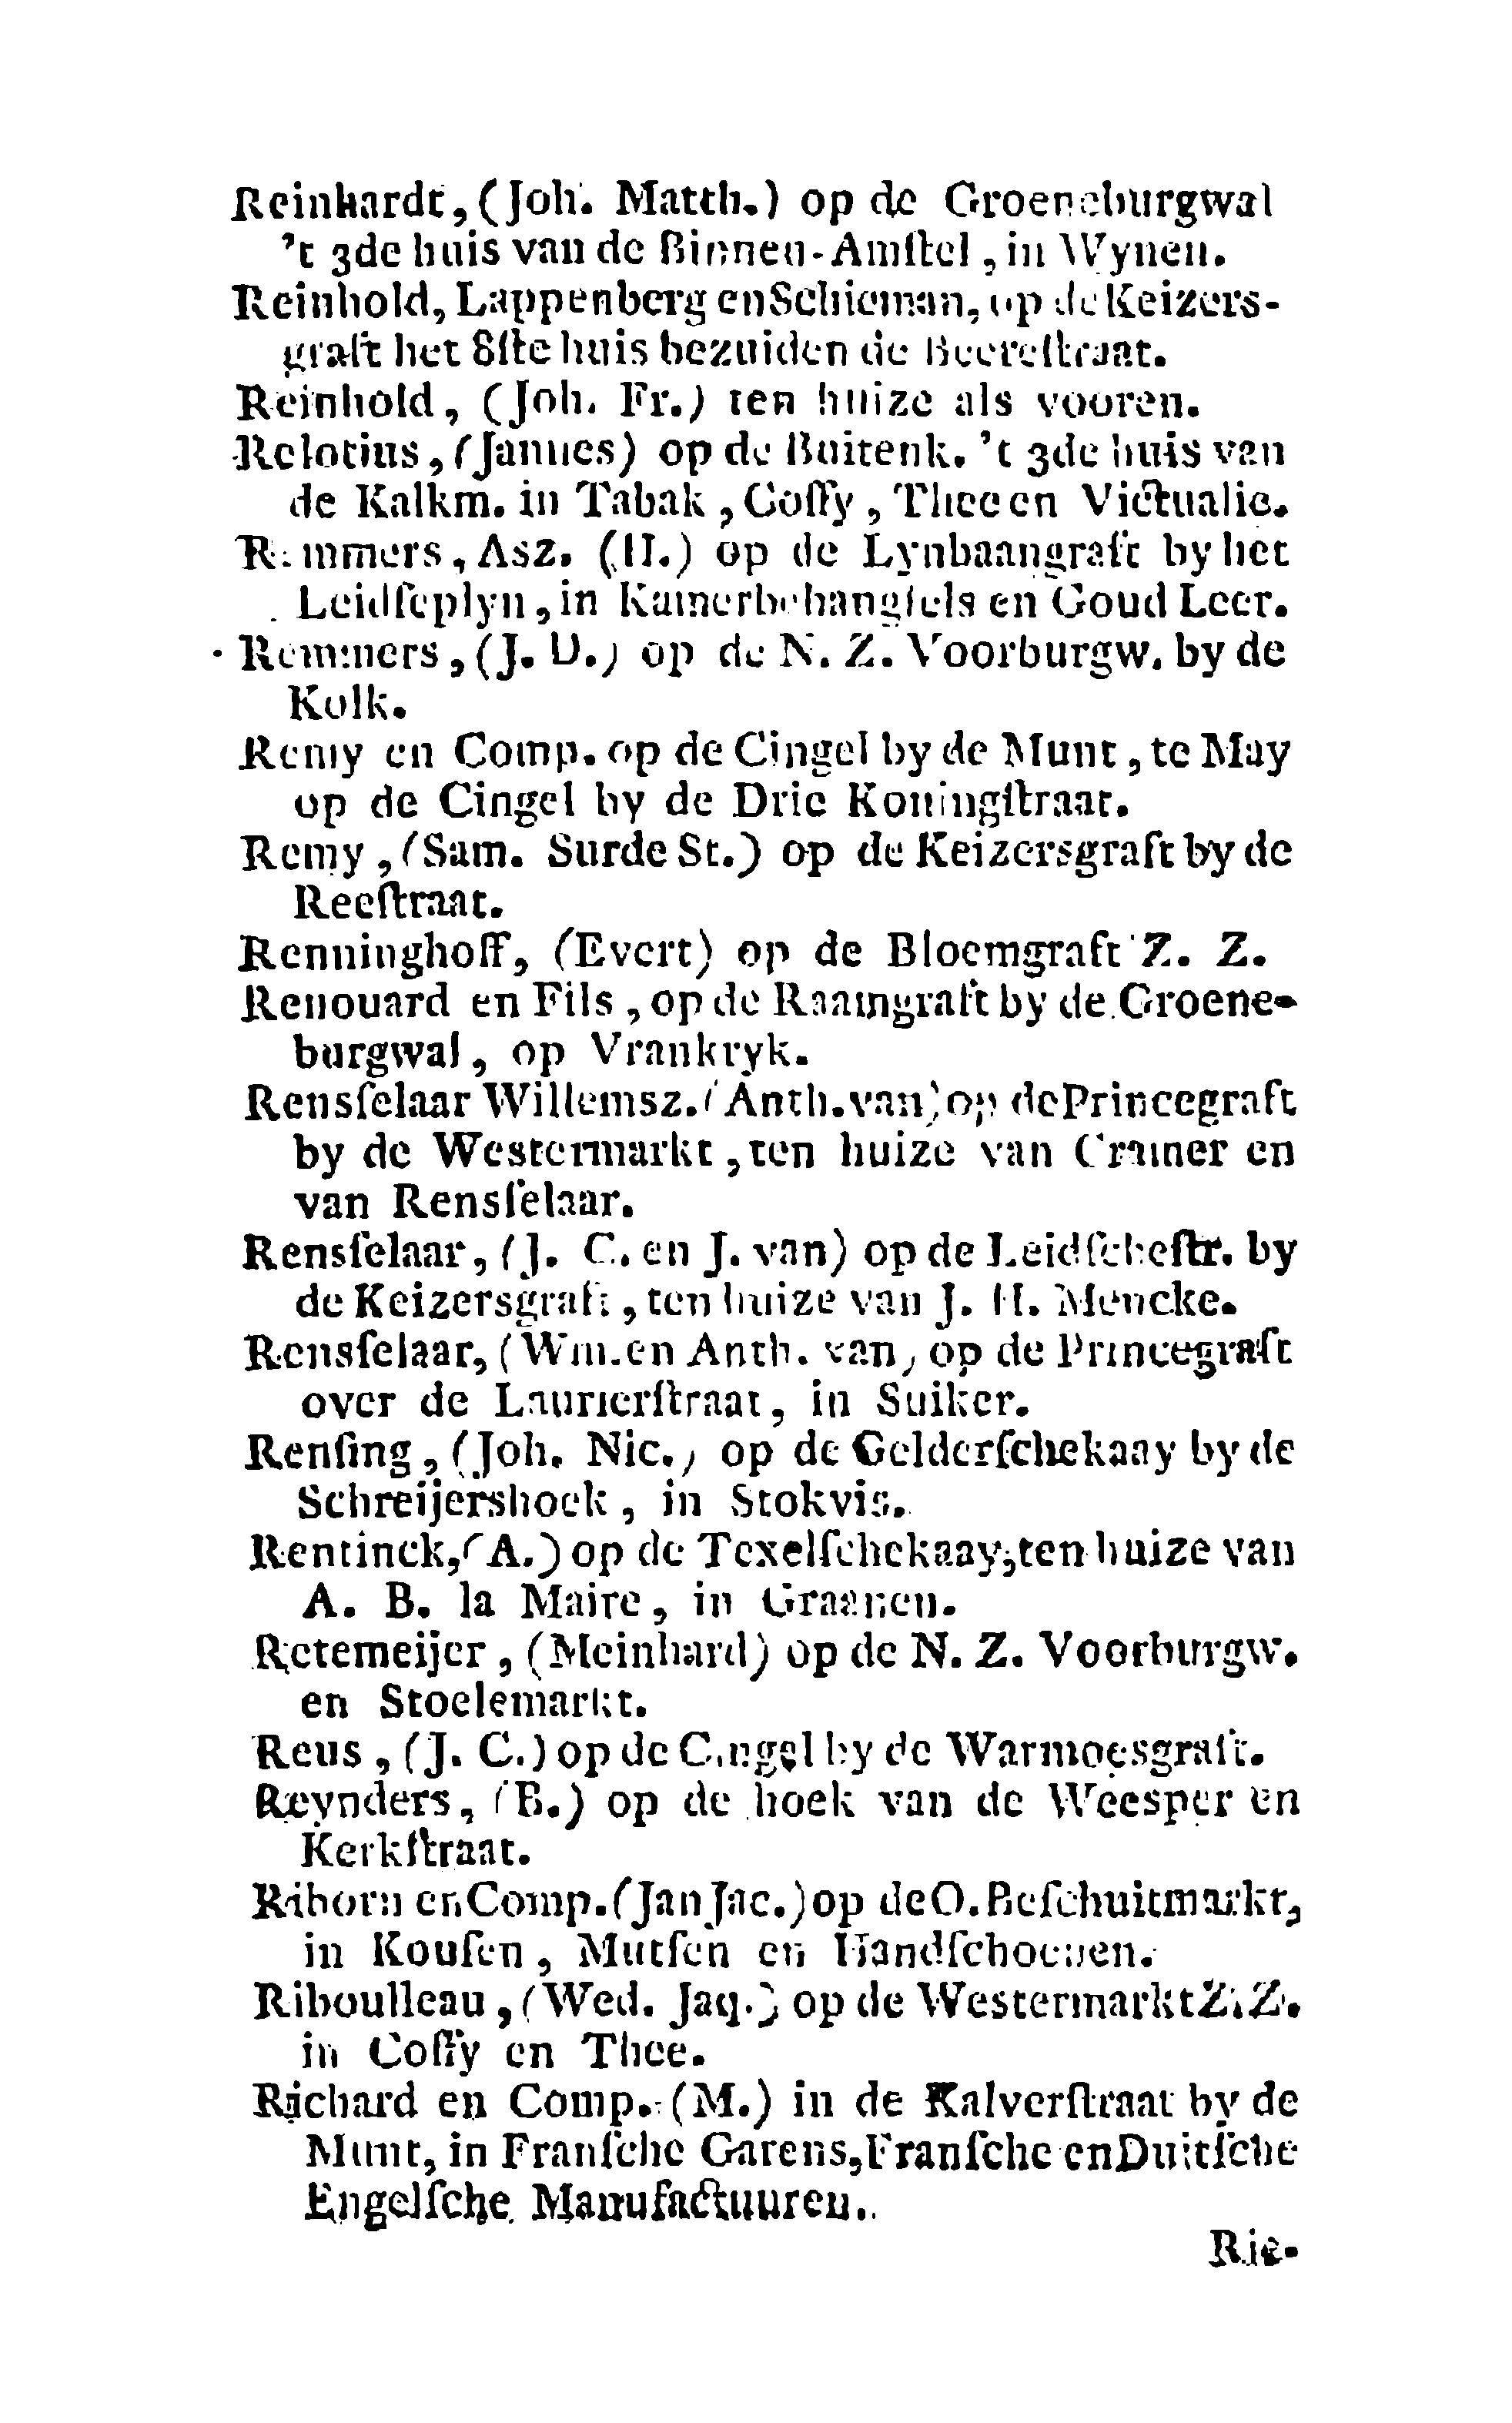 Reinhardt, (Joh. Matth.) op de Groeneburgwal
't 3de huis van de Binnen-Amſtel, in Wynen.
Reinhold, Lappenberg en Schieman, op de Keizers-
graft het 8ſte huis bezuiden de Beereſtraat.
Reinhold, (Joh. Fr.) ten huize als vooren.
Relotius, (Jannes) op de Buitenk. 't 3de huis van
de Kalkm. in Tabak, Coffy, Thee en Victualie.
Remmers, Asz. (H.) op de Lynbaangraft by het
Leidſeplyn, in Kamerbehangſels en Goud Leer.
Remmers, (J. D.) op de N. Z. Voorburgw. by de
Kolk.
Remy en Comp. op de Cingel by de Munt, te May
op de Cingel by de Drie Koningſtraat.
Remy, (Sam. Surde St.) op de Keizersgraft by de
Reeſtraat.
Renninghoff, (Evert) op de Bloemgraft Z. Z.
Renouard en Fils, op de Raamgraft by de Groene-
burgwal, op Vrankryk.
Rensſelaar Willemsz. (Anth. van) op de Princegraft
by de Westermarkt, ten huize van Cramer en
van Rensſelaar.
Rensſelaar, (J. C. en J. van) op de Leidſcheſtr. by
de Keizersgraft, ten huize van J. H. Mencke.
Rensſelaar, (Wm. en Anth. van) op de Princegraft
over de Laurierſtraat, in Suiker.
Renſing, (Joh. Nic.) op de Gelderſchekaay by de
Schreijershoek, in Stokvis.
Rentinck, (A.) op de Texelſchekaay, ten huize van
A. B. la Maire, in Graanen.
Retemeijer, (Meinhard) op de N. Z. Voorburgw.
en Stoelemarkt.
Reus, (J. C.) op de Cingel by de Warmoesgraft.
Reynders, (B.) op de hoek van de Weesper en
Kerkſtraat.
Riborn en Comp. (Jan Jac.) op de O. Beſchuitmarkt,
in Kouſen, Mutſen en Handſchoenen.
Riboulleau, (Wed. Jaq.) op de Westermarkt Z. Z.
in Coffy en Thee.
Richard en Comp. (M.) in de Kalverſtraat by de
Munt, in Franſche Garens, Franſche en Duitſche
Engelſche Manufactuuren.
Rie-